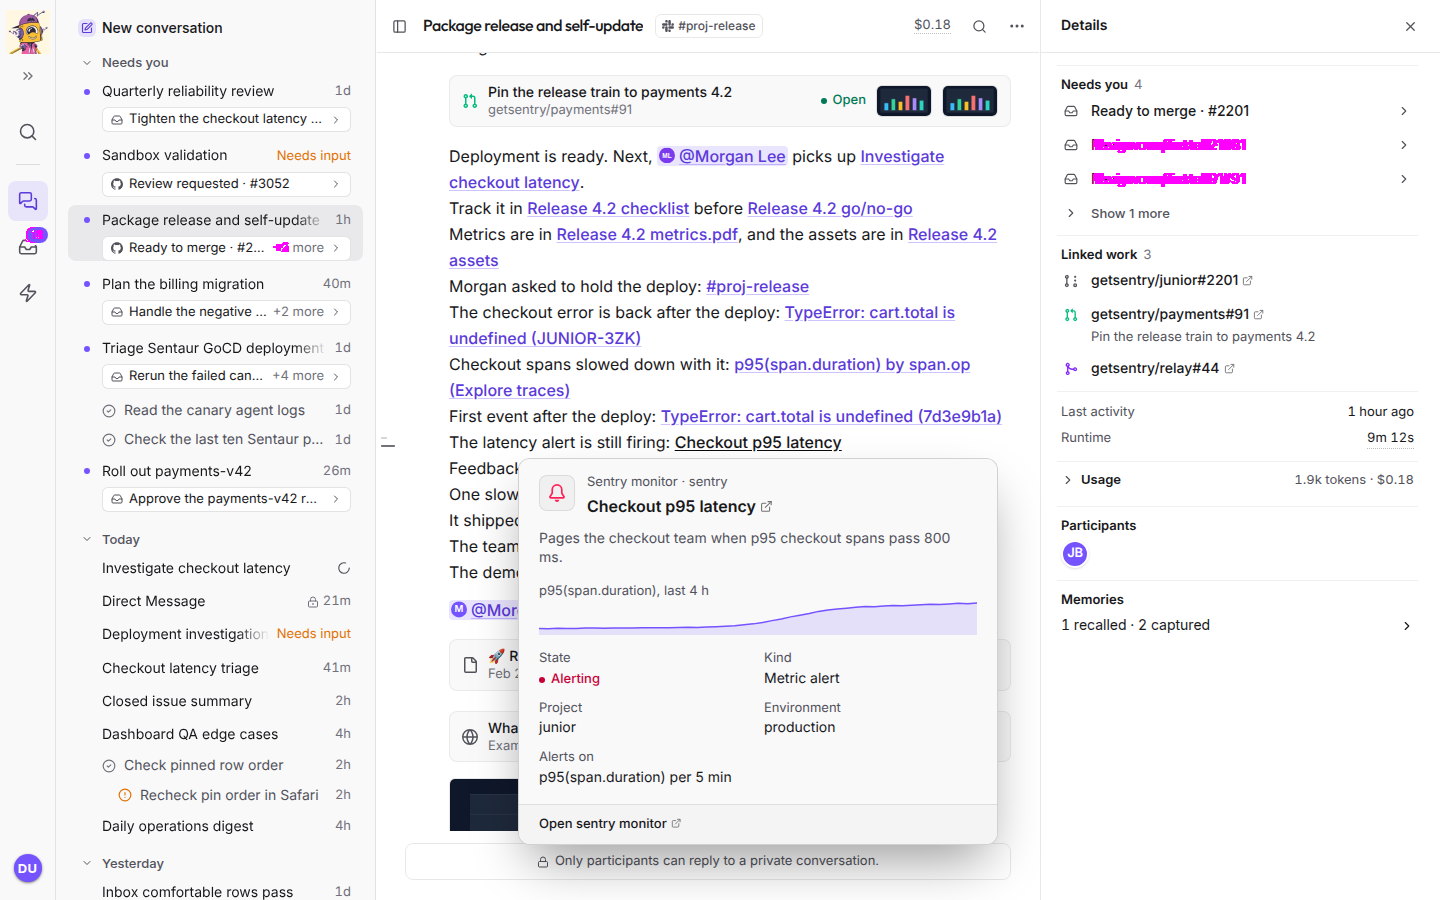 New conversation
Needs you
Quarterly reliability review 1d
Tighten the checkout latency ...
Sandbox validation Needs input
Review requested · #3052
Package release and self-update 1h
Ready to merge · #2... more
Plan the billing migration 40m
Handle the negative ... +2 more
Triage Sentaur GoCD deployment 1d
Rerun the failed can... +4 more
Read the canary agent logs 1d
Check the last ten Sentaur p... 1d
Roll out payments-v42 26m
Approve the payments-v42 r...
Today
Investigate checkout latency
Direct Message 21m
Deployment investigation Needs input
Checkout latency triage 41m
Closed issue summary 2h
Dashboard QA edge cases 4h
Check pinned row order 2h
Recheck pin order in Safari 2h
Daily operations digest 4h
Yesterday
Inbox comfortable rows pass 1d
DU
Package release and self-update #proj-release $0.18
Pin the release train to payments 4.2
getsentry/payments#91
Open
Deployment is ready. Next, ML @Morgan Lee picks up Investigate
checkout latency.
Track it in Release 4.2 checklist before Release 4.2 go/no-go
Metrics are in Release 4.2 metrics.pdf, and the assets are in Release 4.2
assets
Morgan asked to hold the deploy: #proj-release
The checkout error is back after the deploy: TypeError: cart.total is
undefined (JUNIOR-3ZK)
Checkout spans slowed down with it: p95(span.duration) by span.op
(Explore traces)
First event after the deploy: TypeError: cart.total is undefined (7d3e9b1a)
The latency alert is still firing: Checkout p95 latency
Feedback
One slow
It shipped
The team
The demo
M @Mor
🚀 R
Feb 2
Wha
Exam
Sentry monitor · sentry
Checkout p95 latency
Pages the checkout team when p95 checkout spans pass 800
ms.
p95(span.duration), last 4 h
State Kind
Alerting Metric alert
Project Environment
junior production
Alerts on
p95(span.duration) per 5 min
Open sentry monitor
Only participants can reply to a private conversation.
Details
Needs you 4
Ready to merge · #2201
Show 1 more
Linked work 3
getsentry/junior#2201
getsentry/payments#91
Pin the release train to payments 4.2
getsentry/relay#44
Last activity 1 hour ago
Runtime 9m 12s
Usage 1.9k tokens · $0.18
Participants
JB
Memories
1 recalled · 2 captured